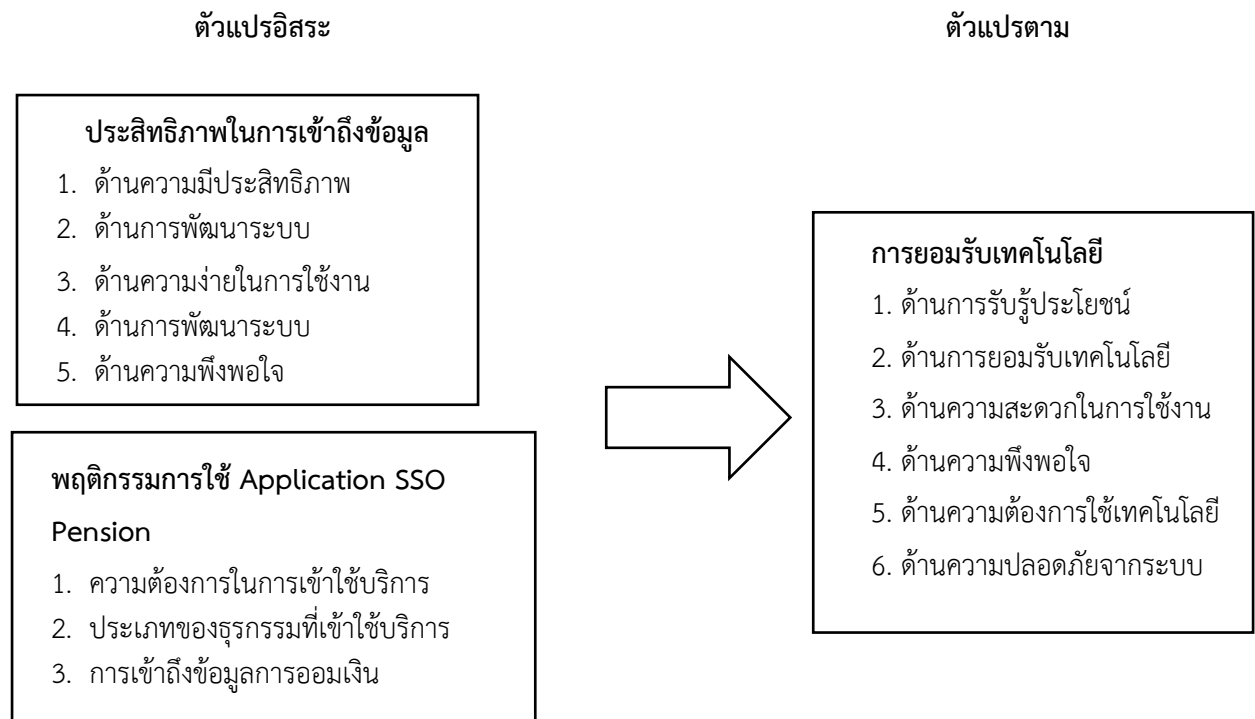 ตัวแปรอิสระ
ตัวแปรตาม
ประสิทธิภาพในการเข้าถึงข้อมูล
1. ด้านความมีประสิทธิภาพ
2. ด้านการพัฒนาระบบ
3. ด้านความง่ายในการใช้งาน
4. ด้านการพัฒนาระบบ
5. ด้านความพึงพอใจ
พฤติกรรมการใช้ Application SSO
Pension
1. ความต้องการในการเข้าใช้บริการ
2. ประเภทของธุรกรรมที่เข้าใช้บริการ
3. การเข้าถึงข้อมูลการออมเงิน
การยอมรับเทคโนโลยี
1. ด้านการรับรู้ประโยชน์
2. ด้านการยอมรับเทคโนโลยี
3. ด้านความสะดวกในการใช้งาน
4. ด้านความพึงพอใจ
5. ด้านความต้องการใช้เทคโนโลยี
6. ด้านความปลอดภัยจากระบบ